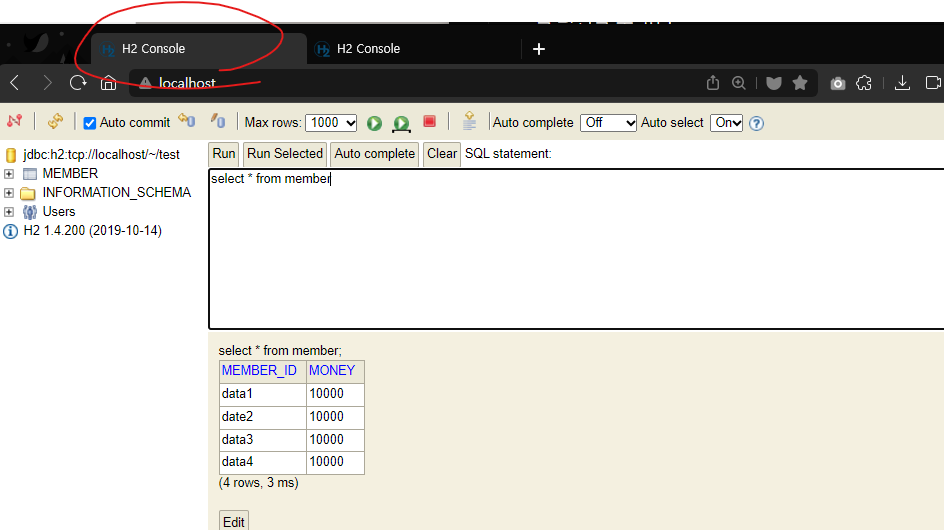 H2 Console
H2 Console
localhost
Auto commit
Max rows: 1000
Auto complete Off Auto select On
jdbc:h2:tcp://localhost/~/test
MEMBER
INFORMATION_SCHEMA
Users
H2 1.4.200 (2019-10-14)
Run Run Selected Auto complete Clear SQL statement:
select * from member
select * from member;
MEMBER_ID MONEY
data1 10000
date2 10000
data3 10000
data4 10000
(4 rows, 3 ms)
Edit